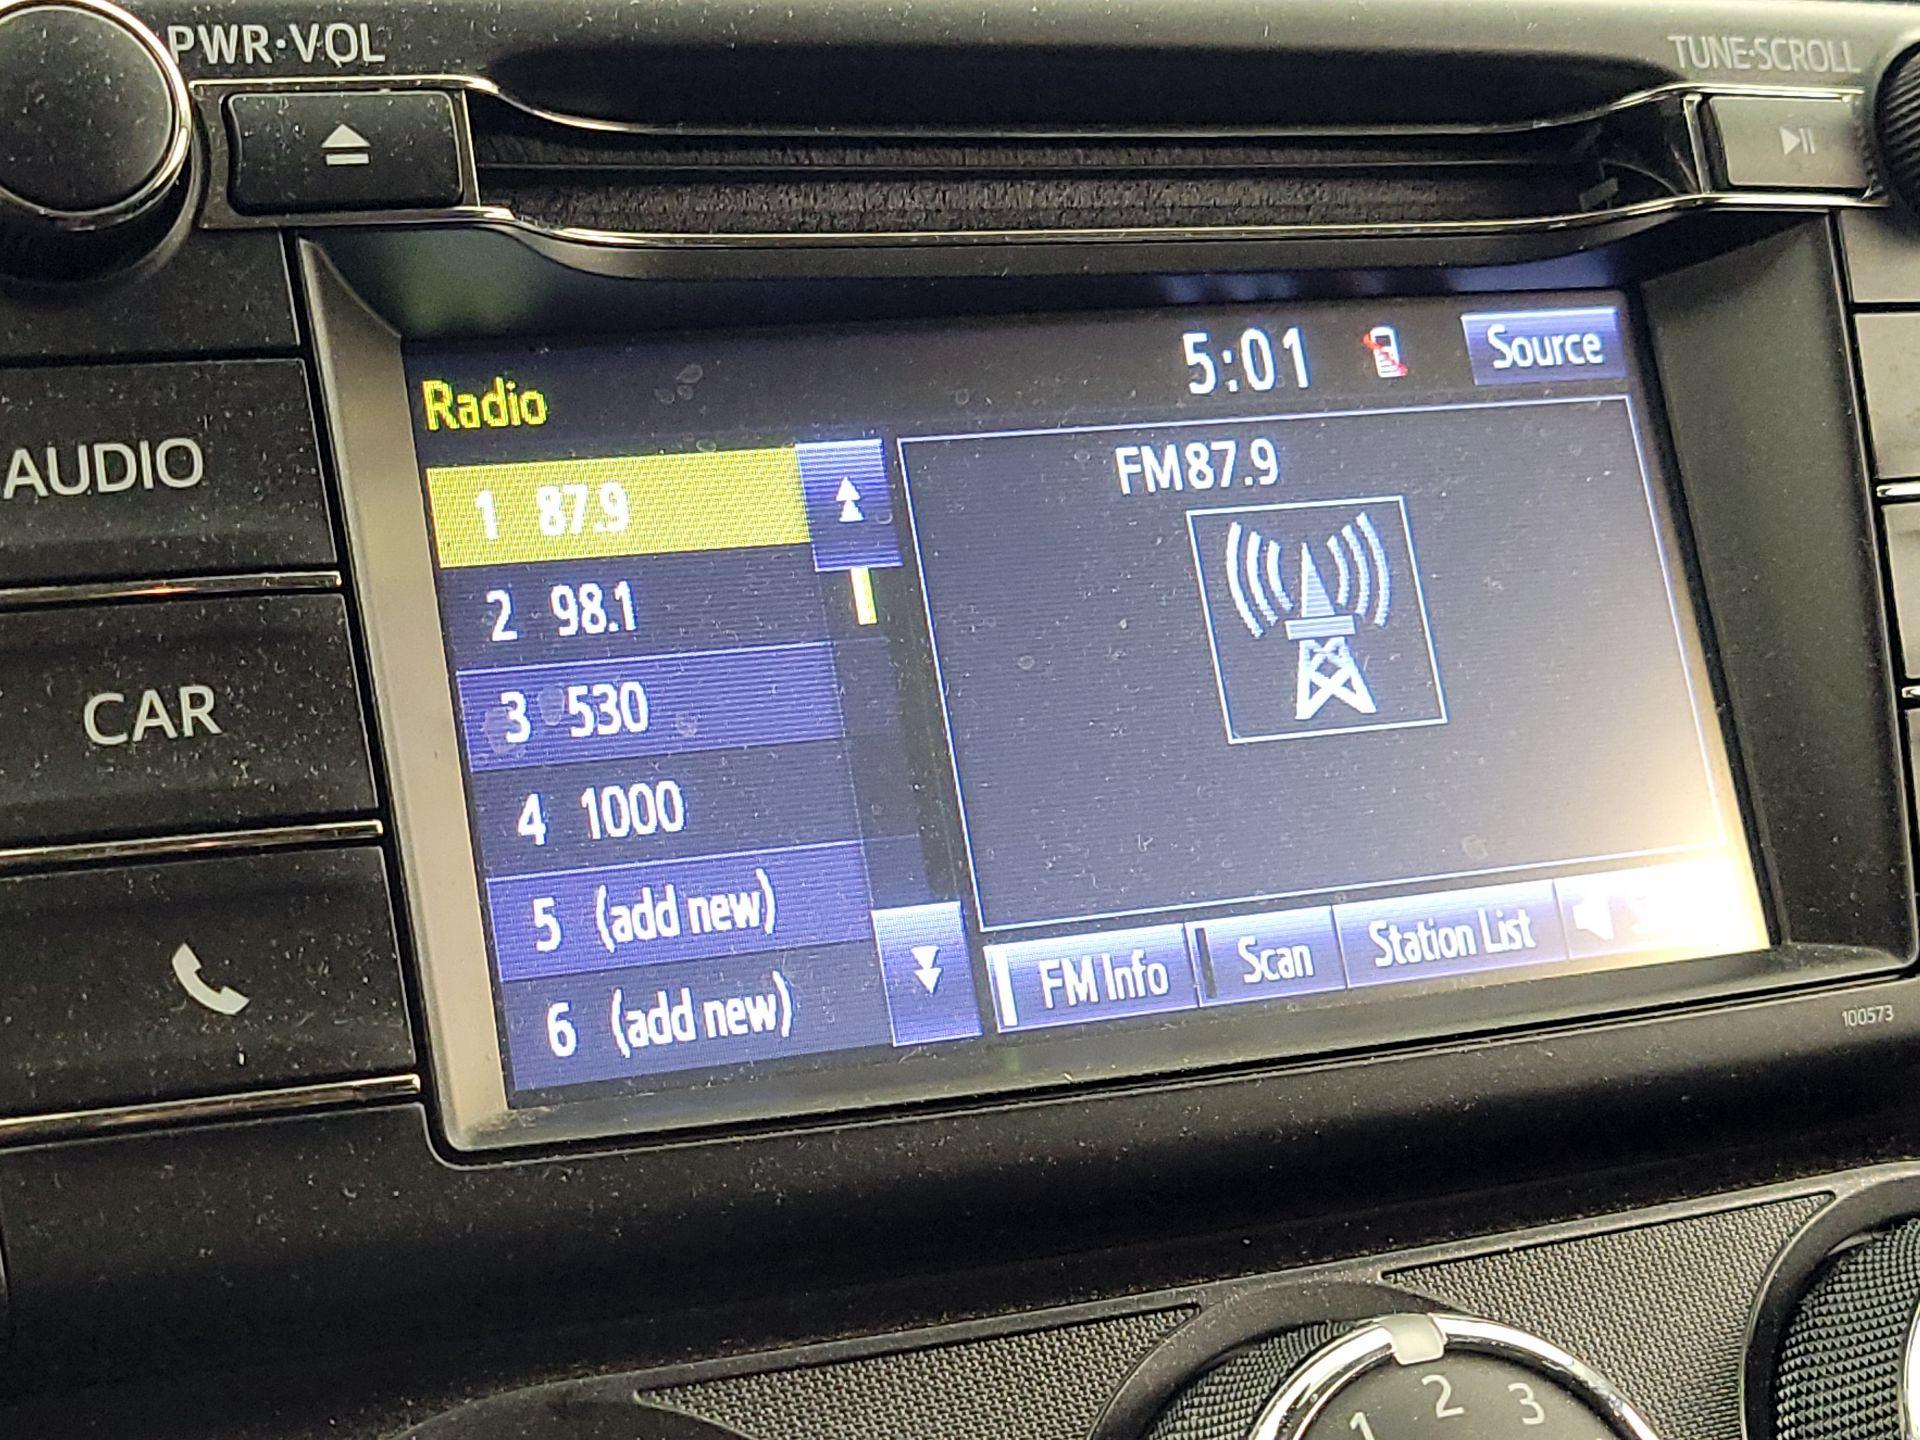 PWR·VOL
TUNE·SCROLL
5:01
Source
Radio
AUDIO
FM87.9
1 87.9
2 98.1
3 530
CAR
4 1000
5 (add new)
6 (add new)
FM Info
Scan
Station List
100573
1 2 3